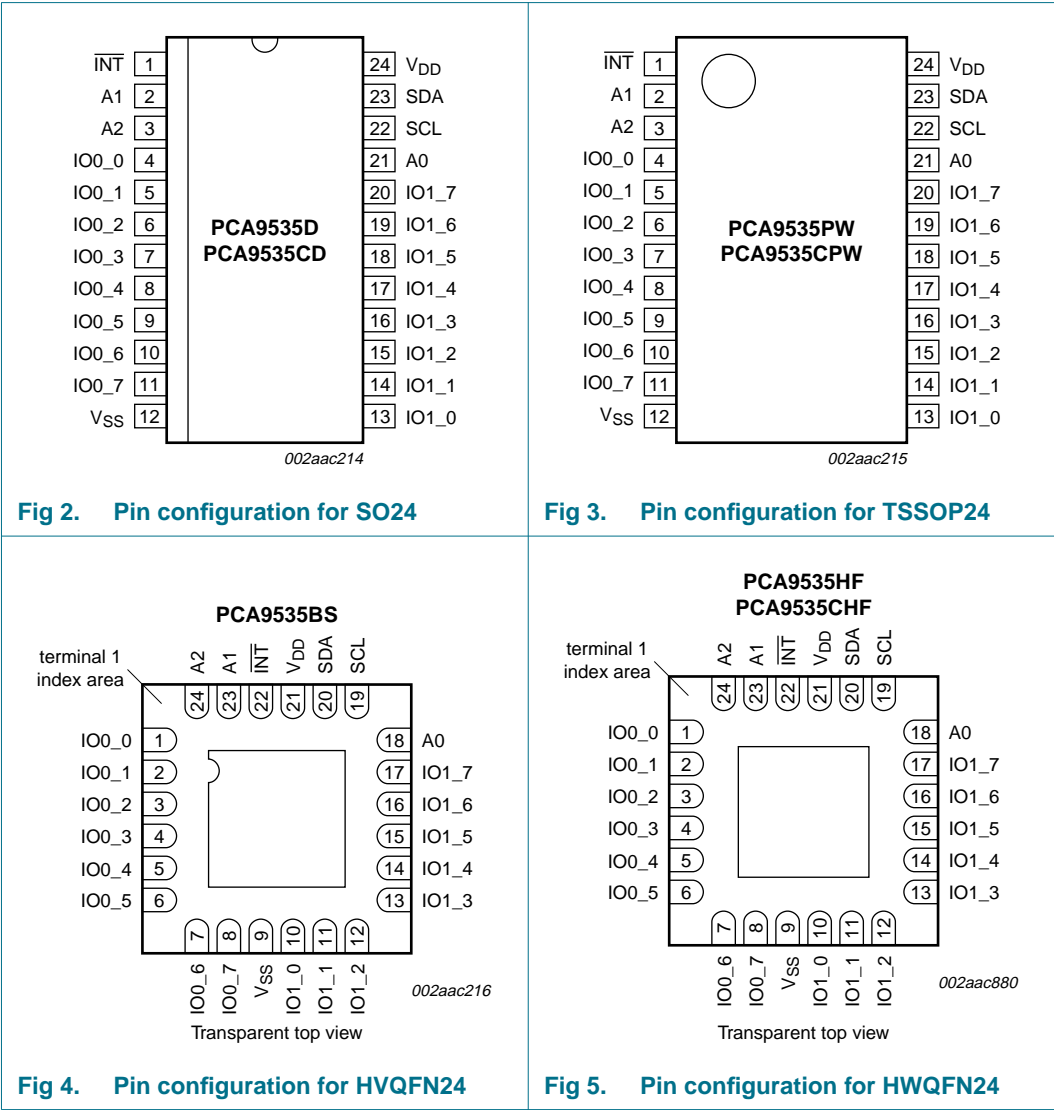 INT 1 24 VDD
A1 2 23 SDA
A2 3 22 SCL
IO0_0 4 21 A0
IO0_1 5 20 IO1_7
IO0_2 6 19 IO1_6
IO0_3 7 18 IO1_5
IO0_4 8 17 IO1_4
IO0_5 9 16 IO1_3
IO0_6 10 15 IO1_2
IO0_7 11 14 IO1_1
VSS 12 13 IO1_0
PCA9535D
PCA9535CD
002aac214
Fig 2. Pin configuration for SO24
INT 1 24 VDD
A1 2 23 SDA
A2 3 22 SCL
IO0_0 4 21 A0
IO0_1 5 20 IO1_7
IO0_2 6 19 IO1_6
IO0_3 7 18 IO1_5
IO0_4 8 17 IO1_4
IO0_5 9 16 IO1_3
IO0_6 10 15 IO1_2
IO0_7 11 14 IO1_1
VSS 12 13 IO1_0
PCA9535PW
PCA9535CPW
002aac215
Fig 3. Pin configuration for TSSOP24
PCA9535BS
terminal 1
index area
A2 A1 INT VDD SDA SCL
24 23 22 21 20 19
IO0_0 1 18 A0
IO0_1 2 17 IO1_7
IO0_2 3 16 IO1_6
IO0_3 4 15 IO1_5
IO0_4 5 14 IO1_4
IO0_5 6 13 IO1_3
7 8 9 10 11 12
IO0_6 IO0_7 VSS IO1_0 IO1_1 IO1_2
002aac216
Transparent top view
Fig 4. Pin configuration for HVQFN24
PCA9535HF
PCA9535CHF
terminal 1
index area
A2 A1 INT VDD SDA SCL
24 23 22 21 20 19
IO0_0 1 18 A0
IO0_1 2 17 IO1_7
IO0_2 3 16 IO1_6
IO0_3 4 15 IO1_5
IO0_4 5 14 IO1_4
IO0_5 6 13 IO1_3
7 8 9 10 11 12
IO0_6 IO0_7 VSS IO1_0 IO1_1 IO1_2
002aac880
Transparent top view
Fig 5. Pin configuration for HWQFN24